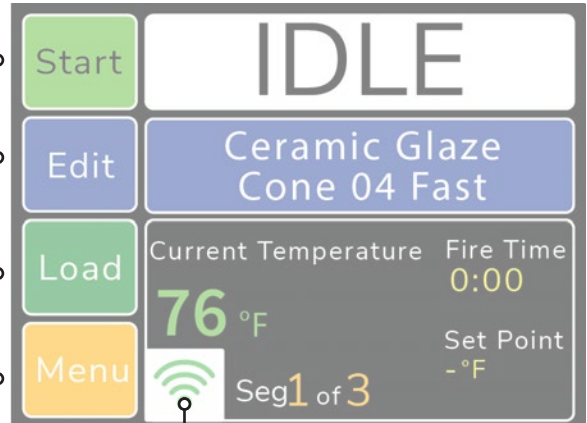 Start
IDLE
Edit
Ceramic Glaze
Cone 04 Fast
Load
Current Temperature
76 °F
Fire Time
0:00
Set Point
- °F
Menu
Seg1 of 3